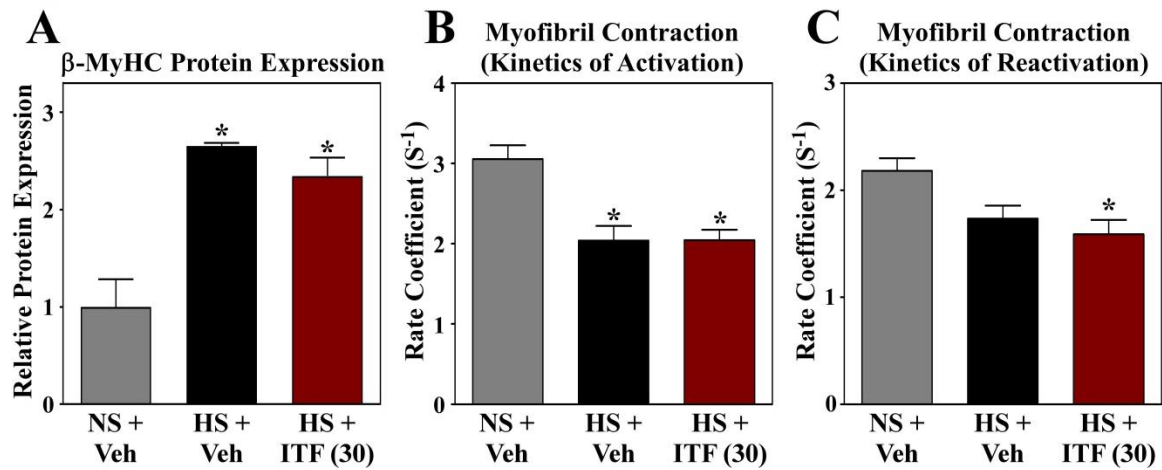 A
β-MyHC Protein Expression
Relative Protein Expression
3
2
1
0
*
*
NS +
Veh
HS +
Veh
HS +
ITF (30)
B
Myofibril Contraction
(Kinetics of Activation)
Rate Coefficient (S-1)
4
3
2
1
0
*
*
NS +
Veh
HS +
Veh
HS +
ITF (30)
C
Myofibril Contraction
(Kinetics of Reactivation)
Rate Coefficient (S-1)
3
2
1
0
*
NS +
Veh
HS +
Veh
HS +
ITF (30)